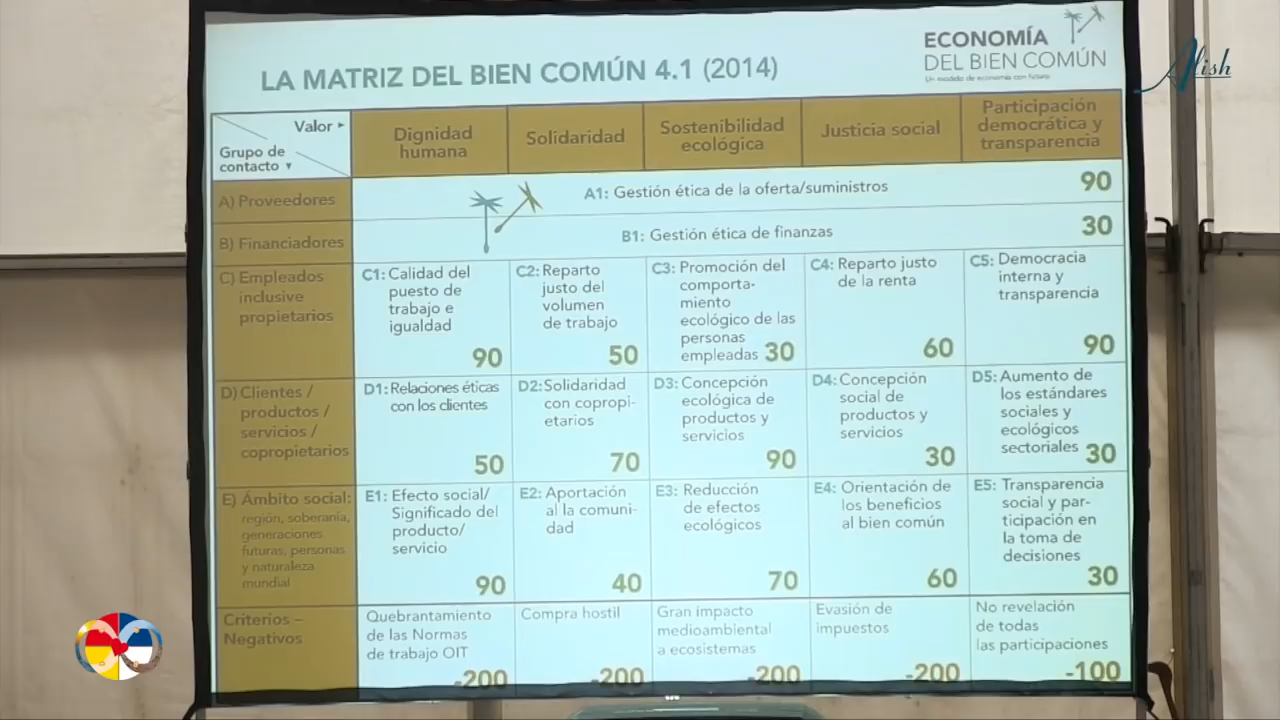 LA MATRIZ DEL BIEN COMÚN 4.1 (2014)
ECONOMÍA
DEL BIEN COMÚN
Un modelo de economía con futuro
Alish
Valor
Grupo de
contacto
Dignidad
humana
Solidaridad
Sostenibilidad
ecológica
Justicia social
Participación
democrática y
transparencia
A) Proveedores
A1: Gestión ética de la oferta/suministros
90
B) Financiadores
B1: Gestión ética de finanzas
30
C) Empleados
inclusive
propietarios
C1: Calidad del
puesto de
trabajo e
igualdad
90
C2: Reparto
justo del
volumen
de trabajo
50
C3: Promoción del
comporta-
miento
ecológico de las
personas
empleadas 30
C4: Reparto justo
de la renta
60
C5: Democracia
interna y
transparencia
90
D) Clientes /
productos /
servicios /
copropietarios
D1: Relaciones éticas
con los clientes
50
D2: Solidaridad
con copropi-
etarios
70
D3: Concepción
ecológica de
productos y
servicios
90
D4: Concepción
social de
productos y
servicios
30
D5: Aumento de
los estándares
sociales y
ecológicos
sectoriales 30
E) Ámbito social:
región, soberanía,
generaciones
futuras, personas
y naturaleza
mundial
E1: Efecto social/
Significado del
producto/
servicio
90
E2: Aportación
al la comuni-
dad
40
E3: Reducción
de efectos
ecológicos
70
E4: Orientación de
los beneficios
al bien común
60
E5: Transparencia
social y par-
ticipación en
la toma de
decisiones
30
Criterios –
Negativos
Quebrantamiento
de las Normas
de trabajo OIT
-200
Compra hostil
-200
Gran impacto
medioambiental
a ecosistemas
-200
Evasión de
impuestos
-200
No revelación
de todas
las participaciones
-100